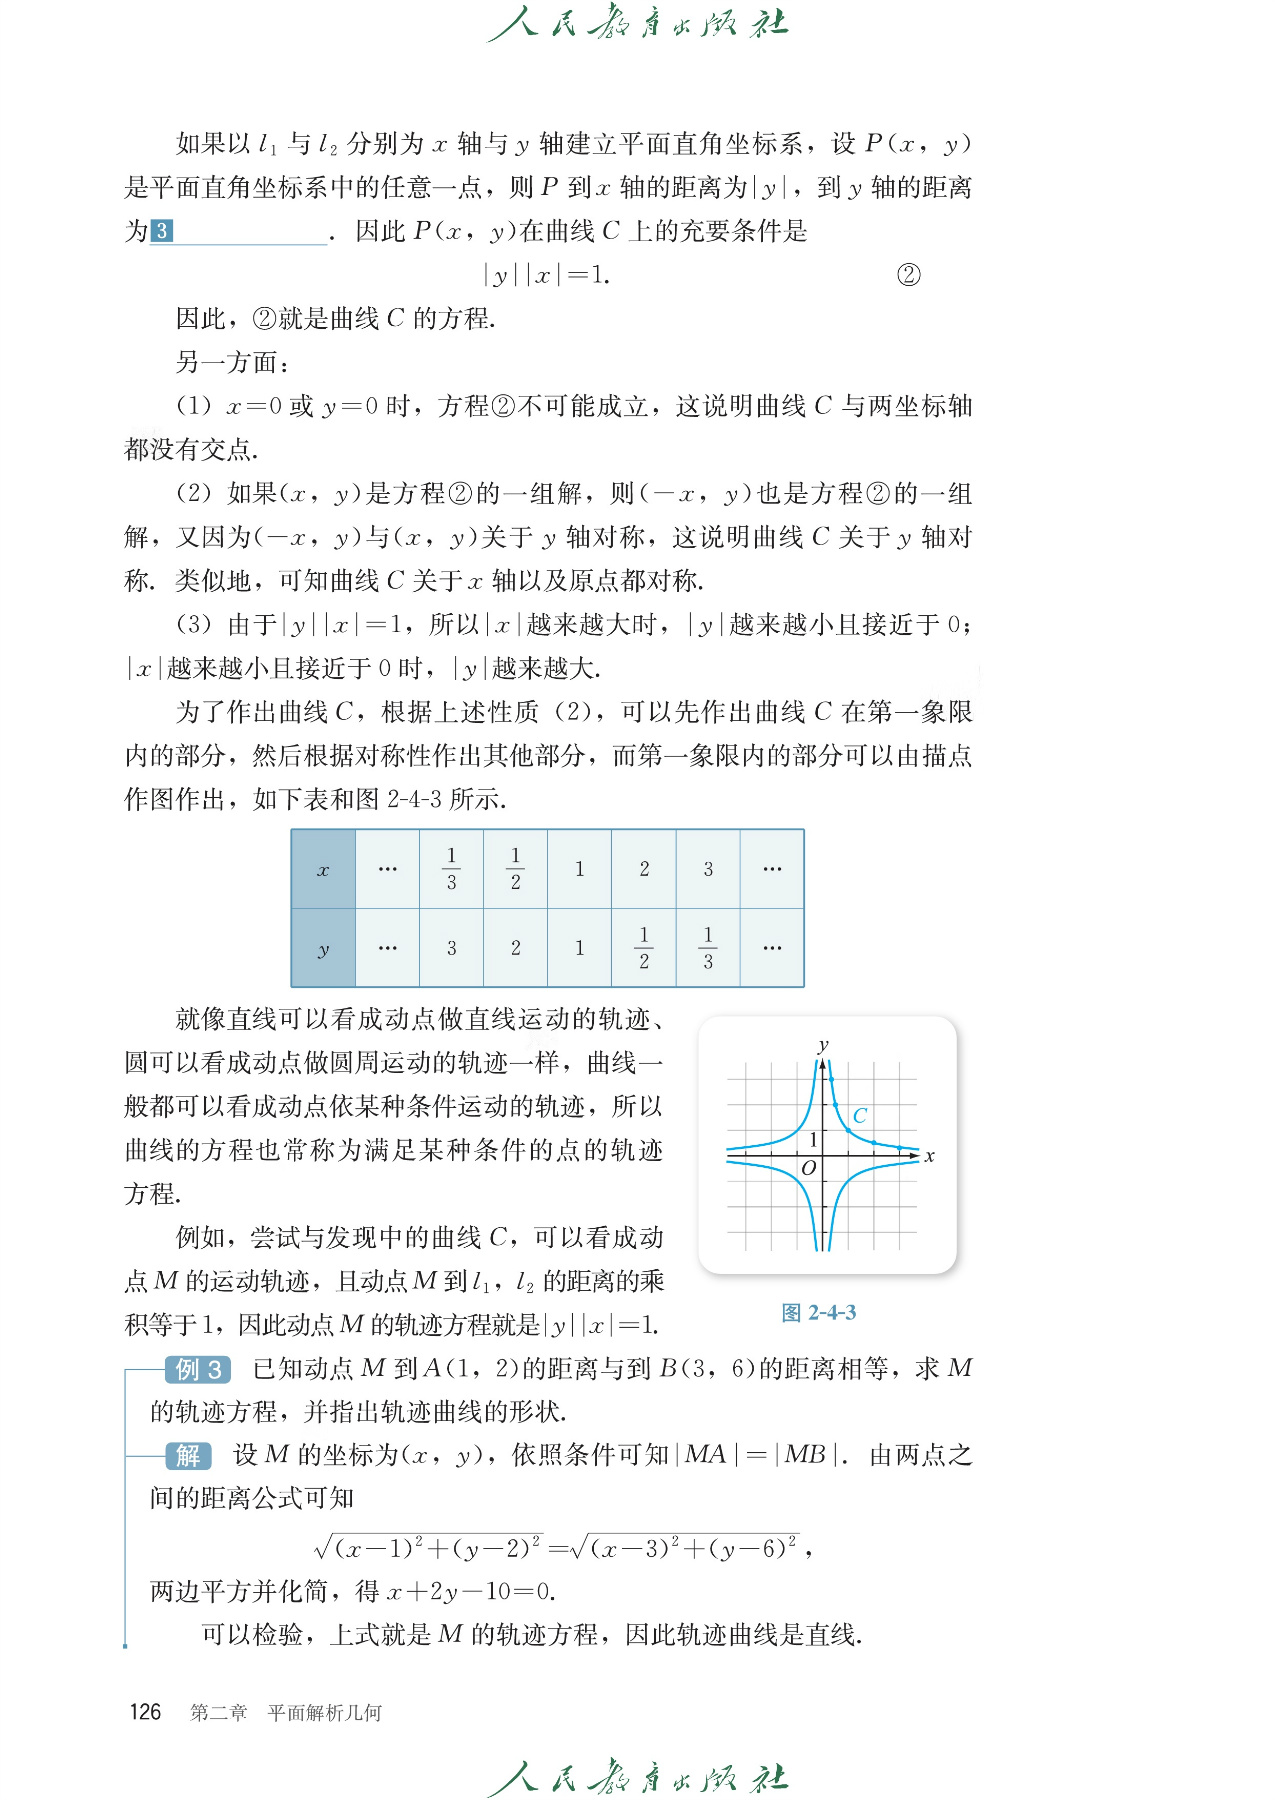 人民教育出版社
如果以 l₁ 与 l₂ 分别为 x 轴与 y 轴建立平面直角坐标系，设 P(x，y)
是平面直角坐标系中的任意一点，则 P 到 x 轴的距离为|y|，到 y 轴的距离
为 3 ________．因此 P(x，y)在曲线 C 上的充要条件是
|y||x|=1. ②
因此，②就是曲线 C 的方程.
另一方面：
（1）x=0 或 y=0 时，方程②不可能成立，这说明曲线 C 与两坐标轴
都没有交点.
（2）如果(x，y)是方程②的一组解，则(−x，y)也是方程②的一组
解，又因为(−x，y)与(x，y)关于 y 轴对称，这说明曲线 C 关于 y 轴对
称．类似地，可知曲线 C 关于 x 轴以及原点都对称.
（3）由于|y||x|=1，所以|x|越来越大时，|y|越来越小且接近于 0；
|x|越来越小且接近于 0 时，|y|越来越大.
为了作出曲线 C，根据上述性质（2），可以先作出曲线 C 在第一象限
内的部分，然后根据对称性作出其他部分，而第一象限内的部分可以由描点
作图作出，如下表和图 2-4-3 所示.
x … 1/3 1/2 1 2 3 …
y … 3 2 1 1/2 1/3 …
就像直线可以看成动点做直线运动的轨迹、
圆可以看成动点做圆周运动的轨迹一样，曲线一
般都可以看成动点依某种条件运动的轨迹，所以
曲线的方程也常称为满足某种条件的点的轨迹
方程.
例如，尝试与发现中的曲线 C，可以看成动
点 M 的运动轨迹，且动点 M 到 l₁，l₂ 的距离的乘
积等于 1，因此动点 M 的轨迹方程就是|y||x|=1.
y
C
1
O
x
图 2-4-3
例 3 已知动点 M 到 A(1，2)的距离与到 B(3，6)的距离相等，求 M
的轨迹方程，并指出轨迹曲线的形状.
解 设 M 的坐标为(x，y)，依照条件可知|MA|=|MB|．由两点之
间的距离公式可知
√((x−1)²+(y−2)²)=√((x−3)²+(y−6)²)，
两边平方并化简，得 x+2y−10=0.
可以检验，上式就是 M 的轨迹方程，因此轨迹曲线是直线.
126 第二章 平面解析几何
人民教育出版社